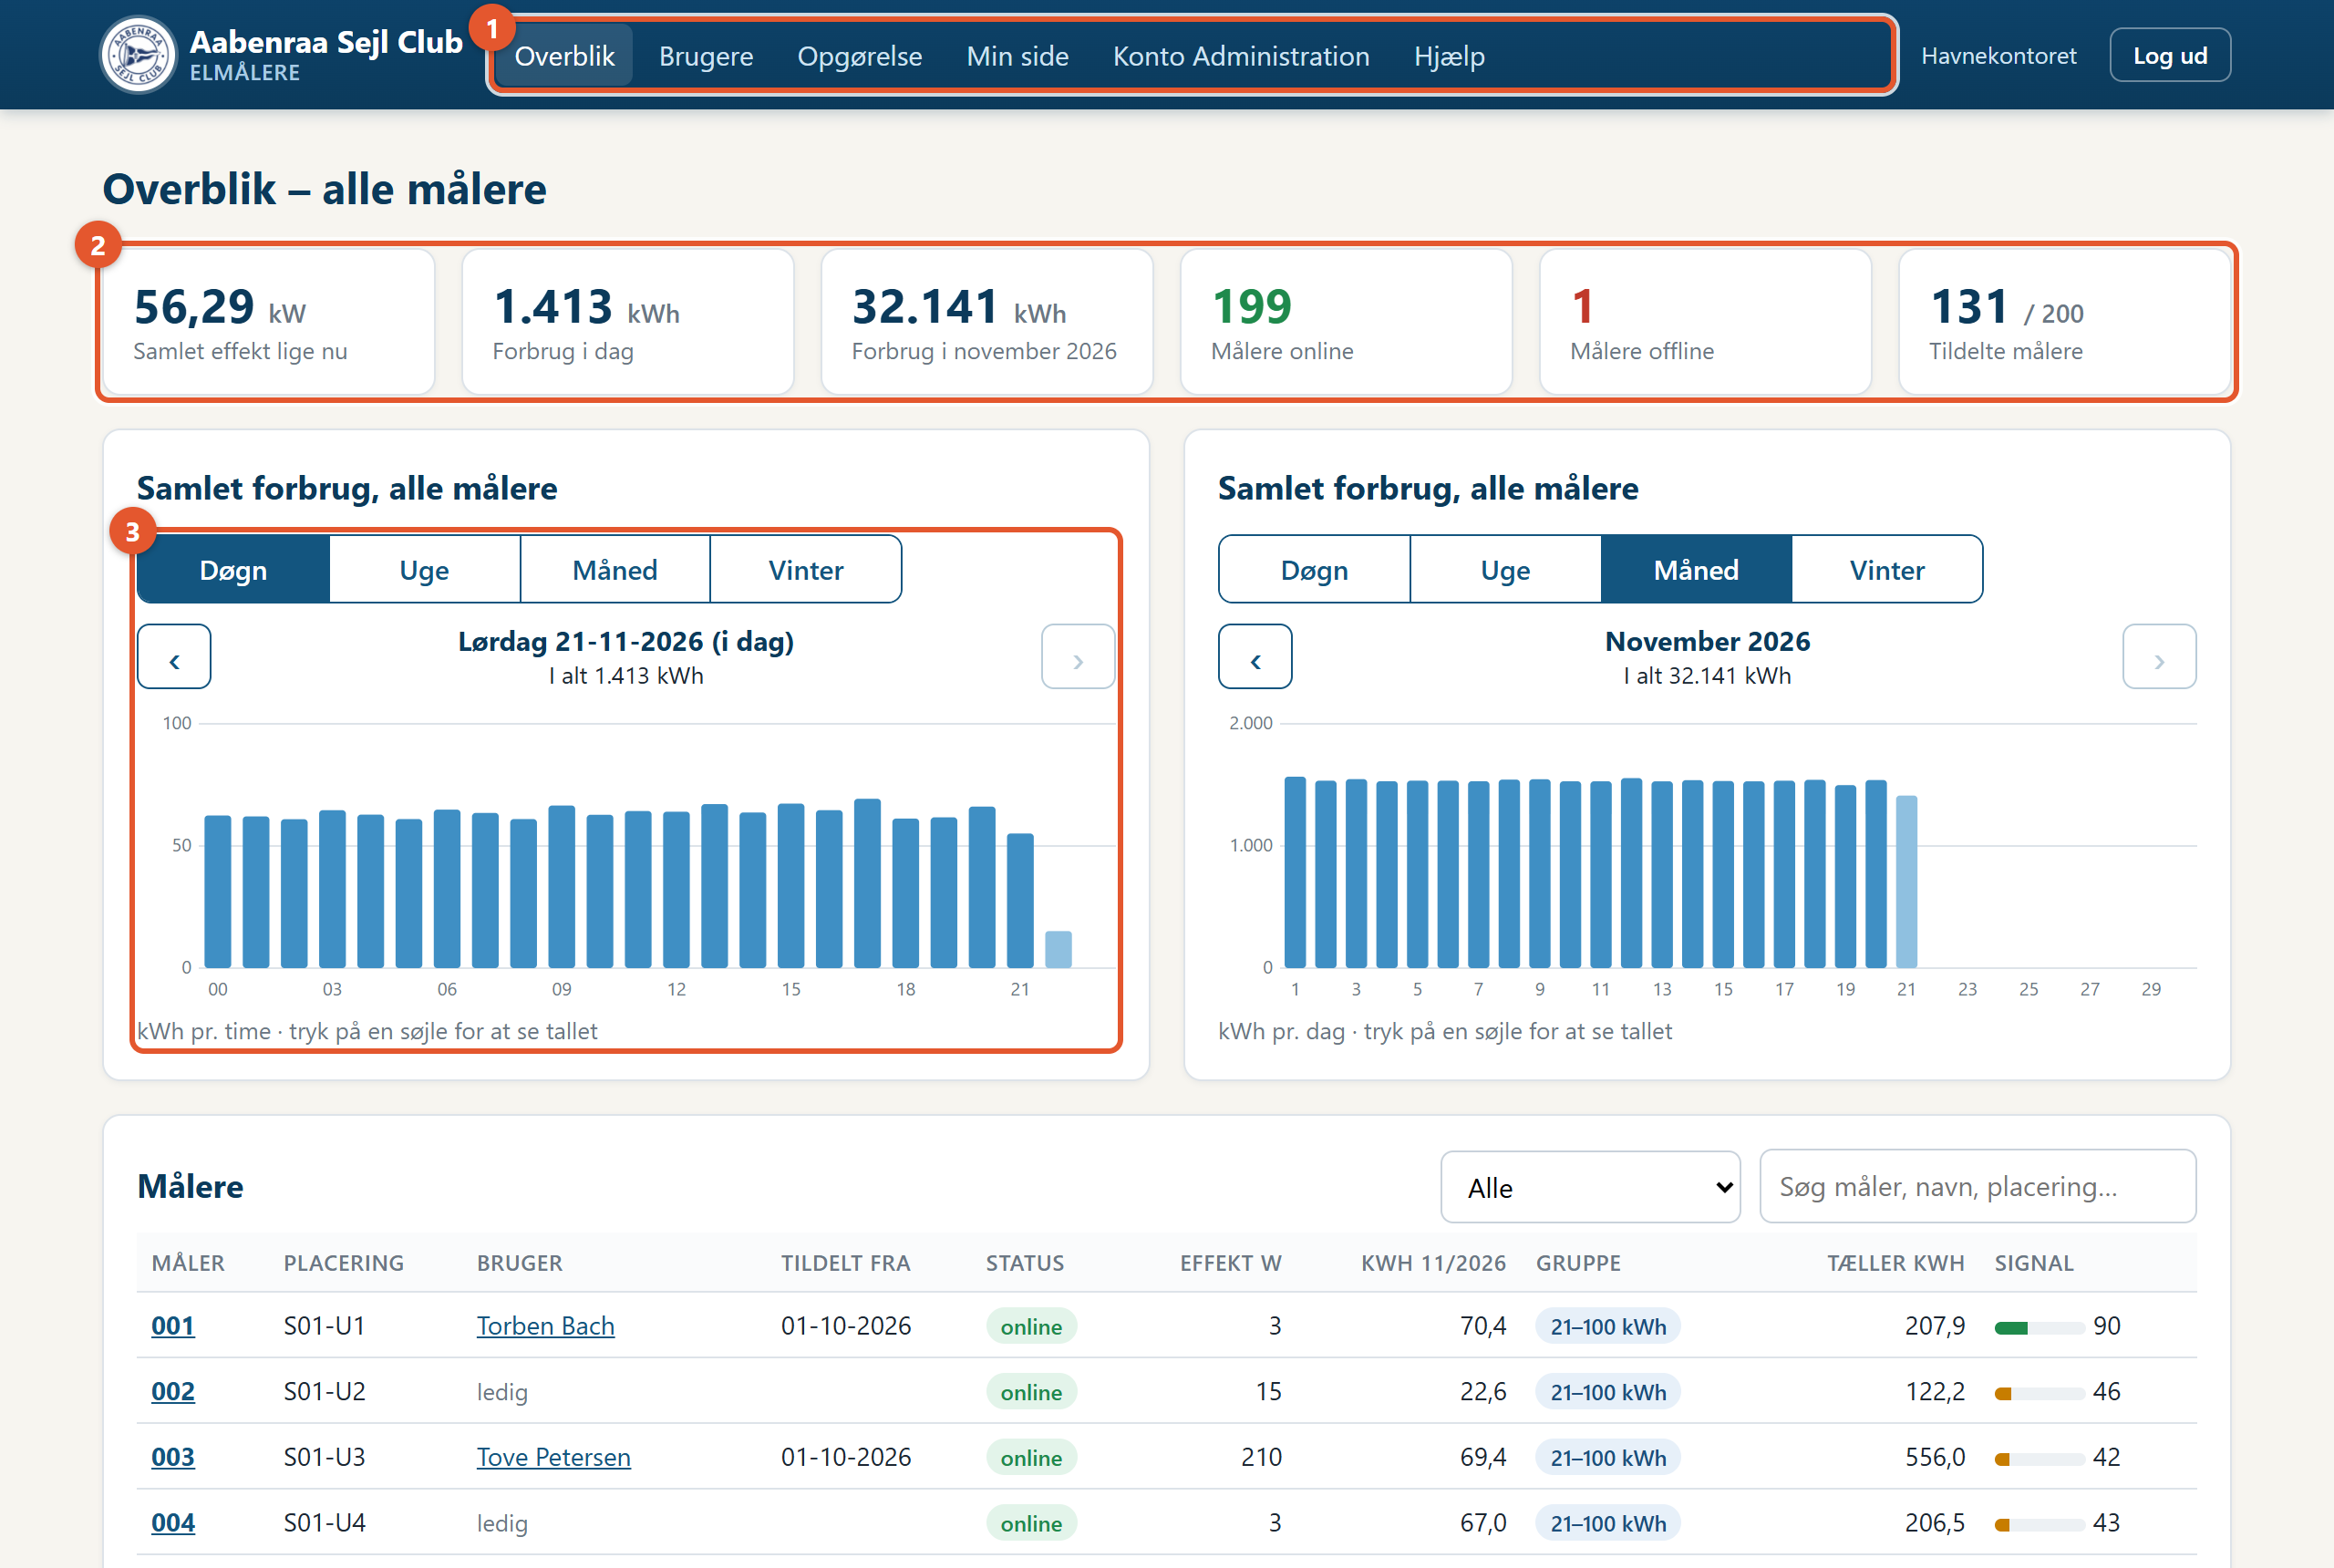 AABENRAA
SEJL CLUB
Aabenraa Sejl Club
ELMÅLERE
1
Overblik
Brugere
Opgørelse
Min side
Konto Administration
Hjælp
Havnekontoret
Log ud
Overblik – alle målere
2
56,29 kW
Samlet effekt lige nu
1.413 kWh
Forbrug i dag
32.141 kWh
Forbrug i november 2026
199
Målere online
1
Målere offline
131 / 200
Tildelte målere
Samlet forbrug, alle målere
3
Døgn Uge Måned Vinter
‹
Lørdag 21-11-2026 (i dag)
›
I alt 1.413 kWh
100
50
0
00 03 06 09 12 15 18 21
kWh pr. time · tryk på en søjle for at se tallet
Samlet forbrug, alle målere
Døgn Uge Måned Vinter
‹
November 2026
›
I alt 32.141 kWh
2.000
1.000
0
1 3 5 7 9 11 13 15 17 19 21 23 25 27 29
kWh pr. dag · tryk på en søjle for at se tallet
Målere
Alle
Søg måler, navn, placering...
MÅLER PLACERING BRUGER TILDELT FRA STATUS EFFEKT W KWH 11/2026 GRUPPE TÆLLER KWH SIGNAL
001 S01-U1 Torben Bach 01-10-2026 online 3 70,4 21–100 kWh 207,9 90
002 S01-U2 ledig online 15 22,6 21–100 kWh 122,2 46
003 S01-U3 Tove Petersen 01-10-2026 online 210 69,4 21–100 kWh 556,0 42
004 S01-U4 ledig online 3 67,0 21–100 kWh 206,5 43